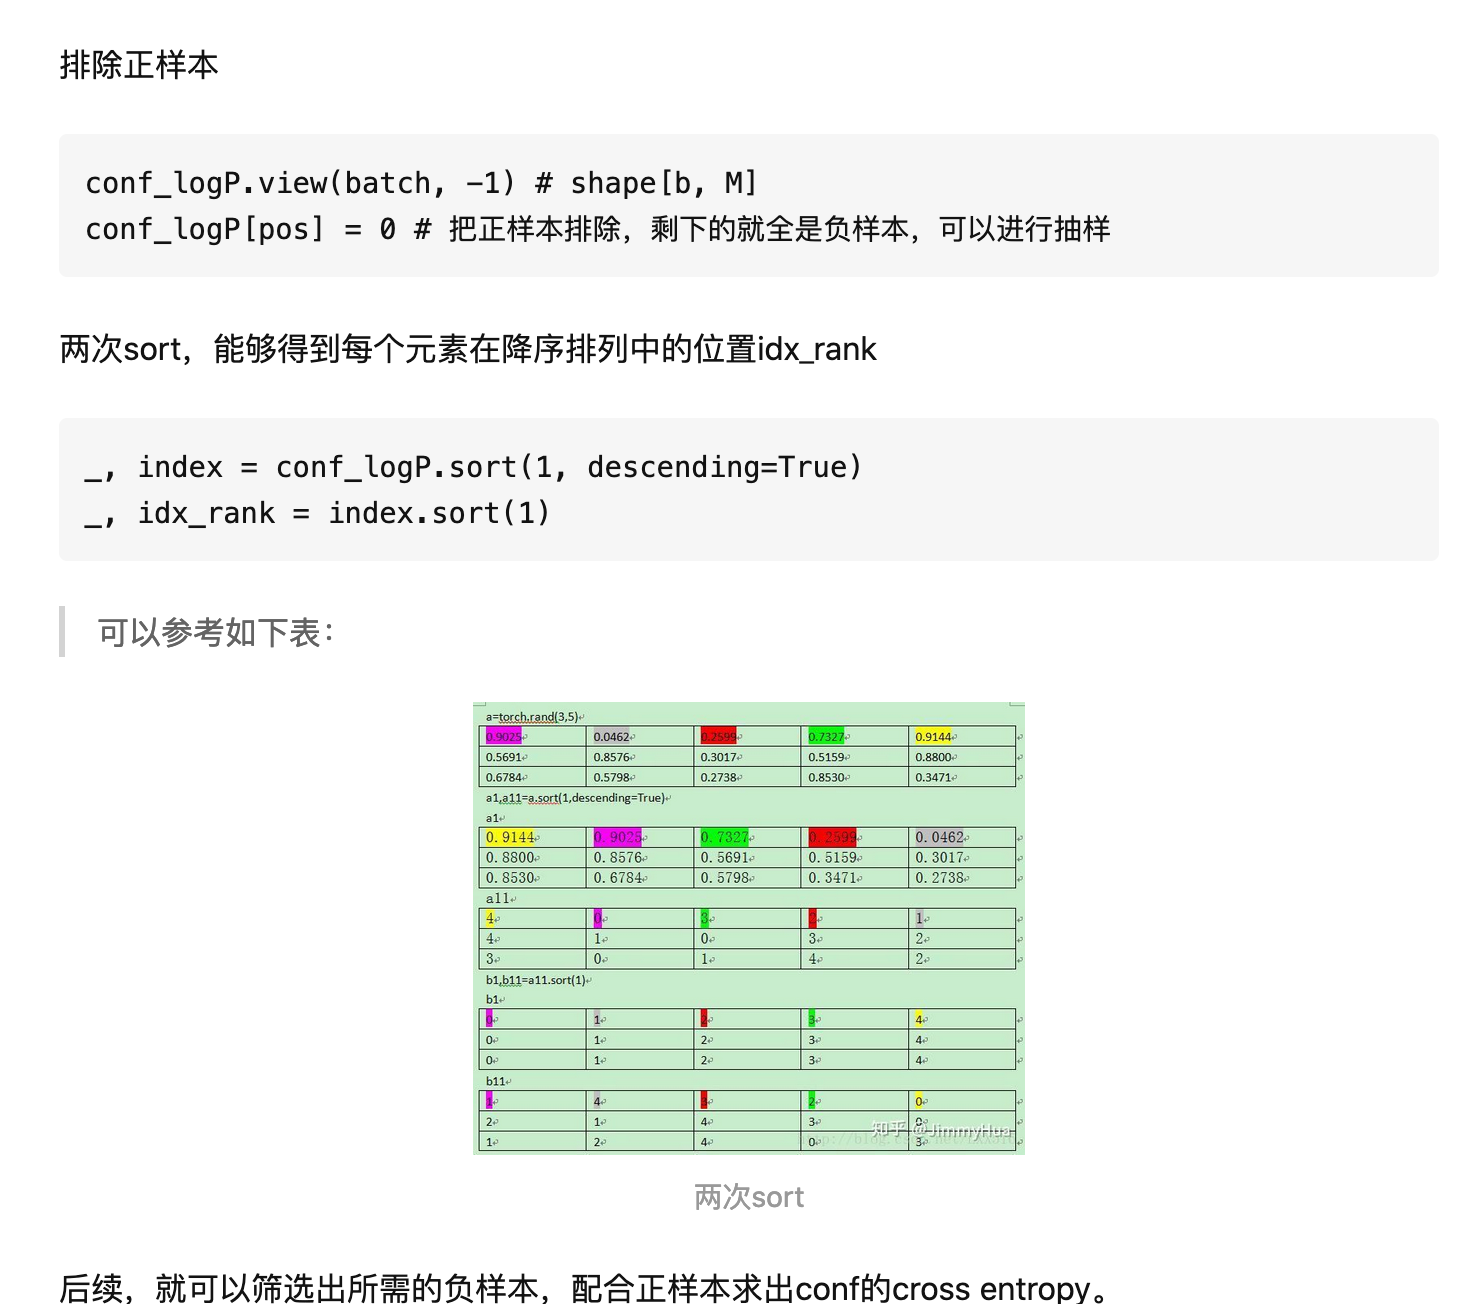 排除正样本
conf_logP.view(batch, -1) # shape[b, M]
conf_logP[pos] = 0 # 把正样本排除，剩下的就全是负样本，可以进行抽样
两次sort，能够得到每个元素在降序排列中的位置idx_rank
_, index = conf_logP.sort(1, descending=True)
_, idx_rank = index.sort(1)
可以参考如下表：
a=torch.rand(3,5)
0.9025 0.0462 0.2599 0.7327 0.9144
0.5691 0.8576 0.3017 0.5159 0.8800
0.6784 0.5798 0.2738 0.8530 0.3471
a1,a11=a.sort(1,descending=True)
a1
0.9144 0.9025 0.7327 0.2599 0.0462
0.8800 0.8576 0.5691 0.5159 0.3017
0.8530 0.6784 0.5798 0.3471 0.2738
a11
4 0 3 2 1
4 1 0 3 2
3 0 1 4 2
b1,b11=a11.sort(1)
b1
0 1 2 3 4
0 1 2 3 4
0 1 2 3 4
b11
1 4 3 2 0
2 1 4 3 0
1 2 4 0 3
知乎 @JimmyHua
两次sort
后续，就可以筛选出所需的负样本，配合正样本求出conf的cross entropy。